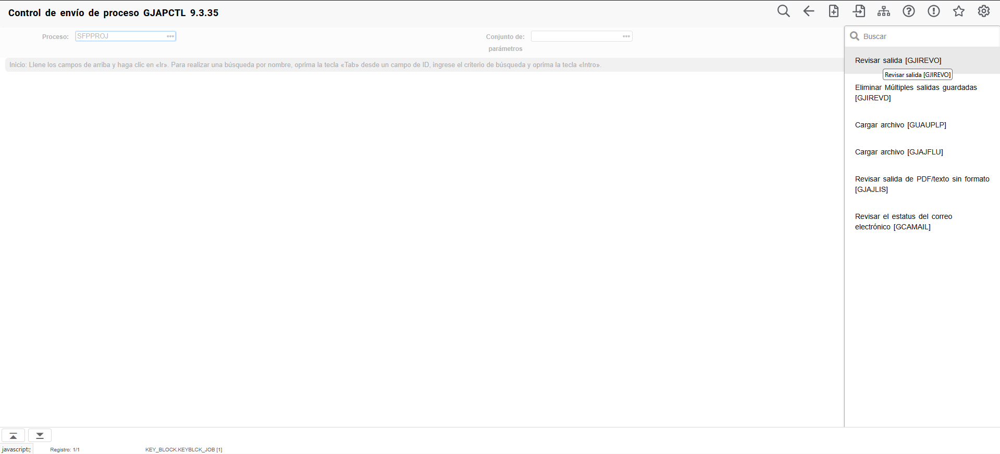 Control de envío de proceso GJAPCTL 9.3.35
Proceso: SFPPROJ
Conjunto de:
parámetros
Inicio: Llene los campos de arriba y haga clic en «Ir». Para realizar una búsqueda por nombre, oprima la tecla «Tab» desde un campo de ID, ingrese el criterio de búsqueda y oprima la tecla «Intro».
Buscar
Revisar salida [GJIREVO]
Revisar salida [GJIREVO]
Eliminar Múltiples salidas guardadas
[GJIREVD]
Cargar archivo [GUAUPLP]
Cargar archivo [GJAJFLU]
Revisar salida de PDF/texto sin formato
[GJAJLIS]
Revisar el estatus del correo
electrónico [GCAMAIL]
javascript:;
Registro: 1/1
KEY_BLOCK.KEYBLCK_JOB [1]